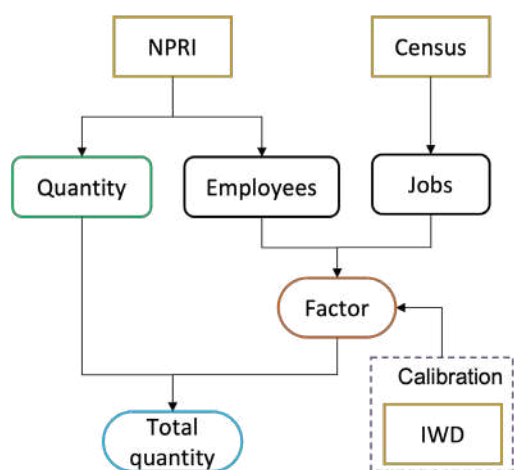 NPRI
Census
Quantity
Employees
Jobs
Factor
Calibration
IWD
Total
quantity